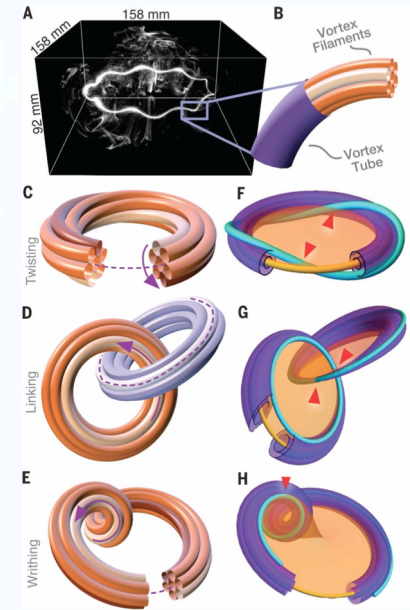 A
158 mm
158 mm
92 mm
B
Vortex
Filaments
Vortex
Tube
C
Twisting
F
D
Linking
G
E
Writhing
H